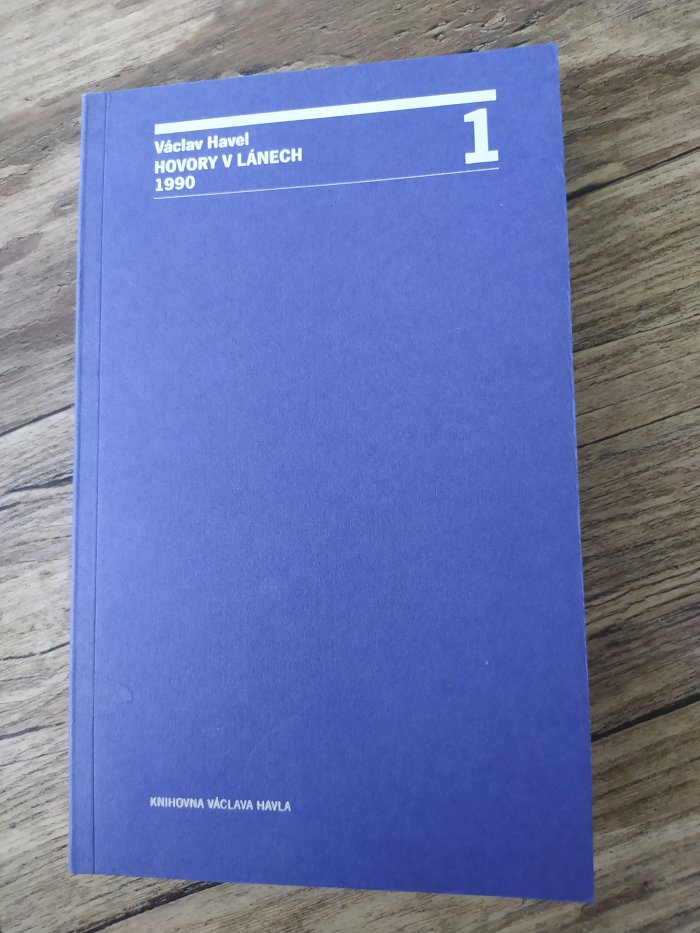 Václav Havel
HOVORY V LÁNECH
1990
1
KNIHOVNA VÁCLAVA HAVLA